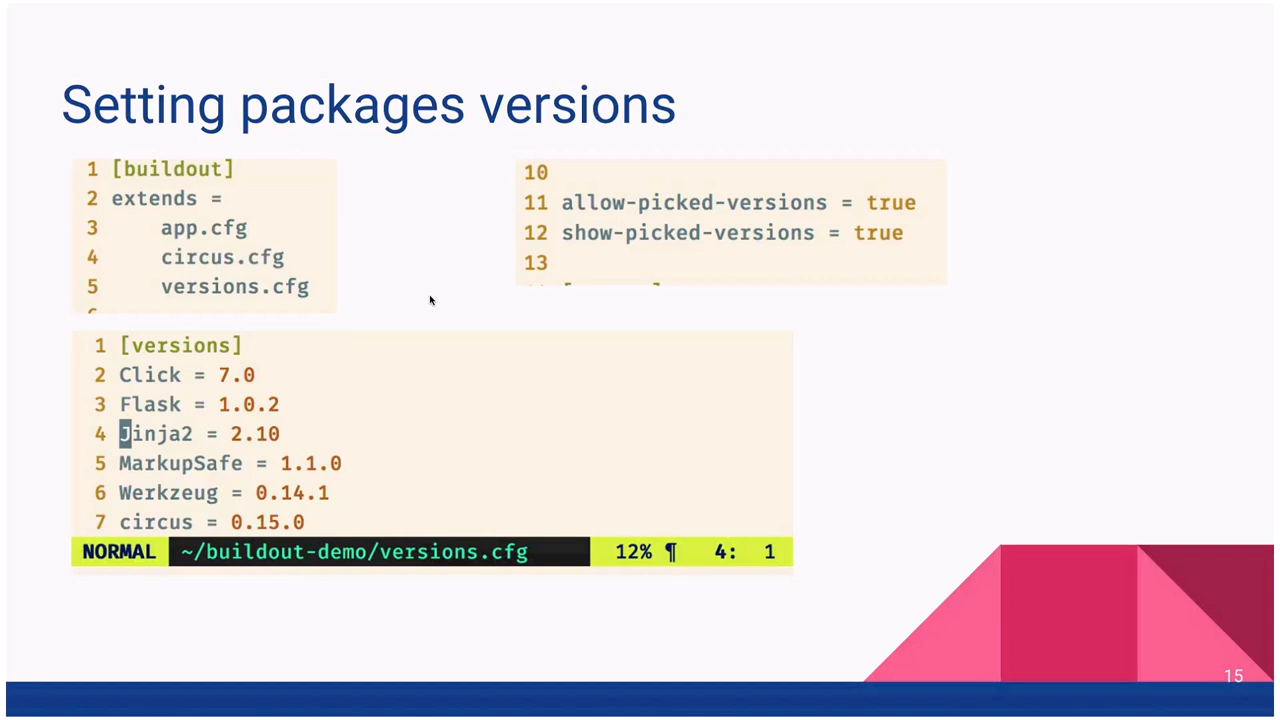 Setting packages versions
1 [buildout]
2 extends =
3 app.cfg
4 circus.cfg
5 versions.cfg
10
11 allow-picked-versions = true
12 show-picked-versions = true
13
1 [versions]
2 Click = 7.0
3 Flask = 1.0.2
4 Jinja2 = 2.10
5 MarkupSafe = 1.1.0
6 Werkzeug = 0.14.1
7 circus = 0.15.0
NORMAL ~/buildout-demo/versions.cfg 12% ¶ 4: 1
15